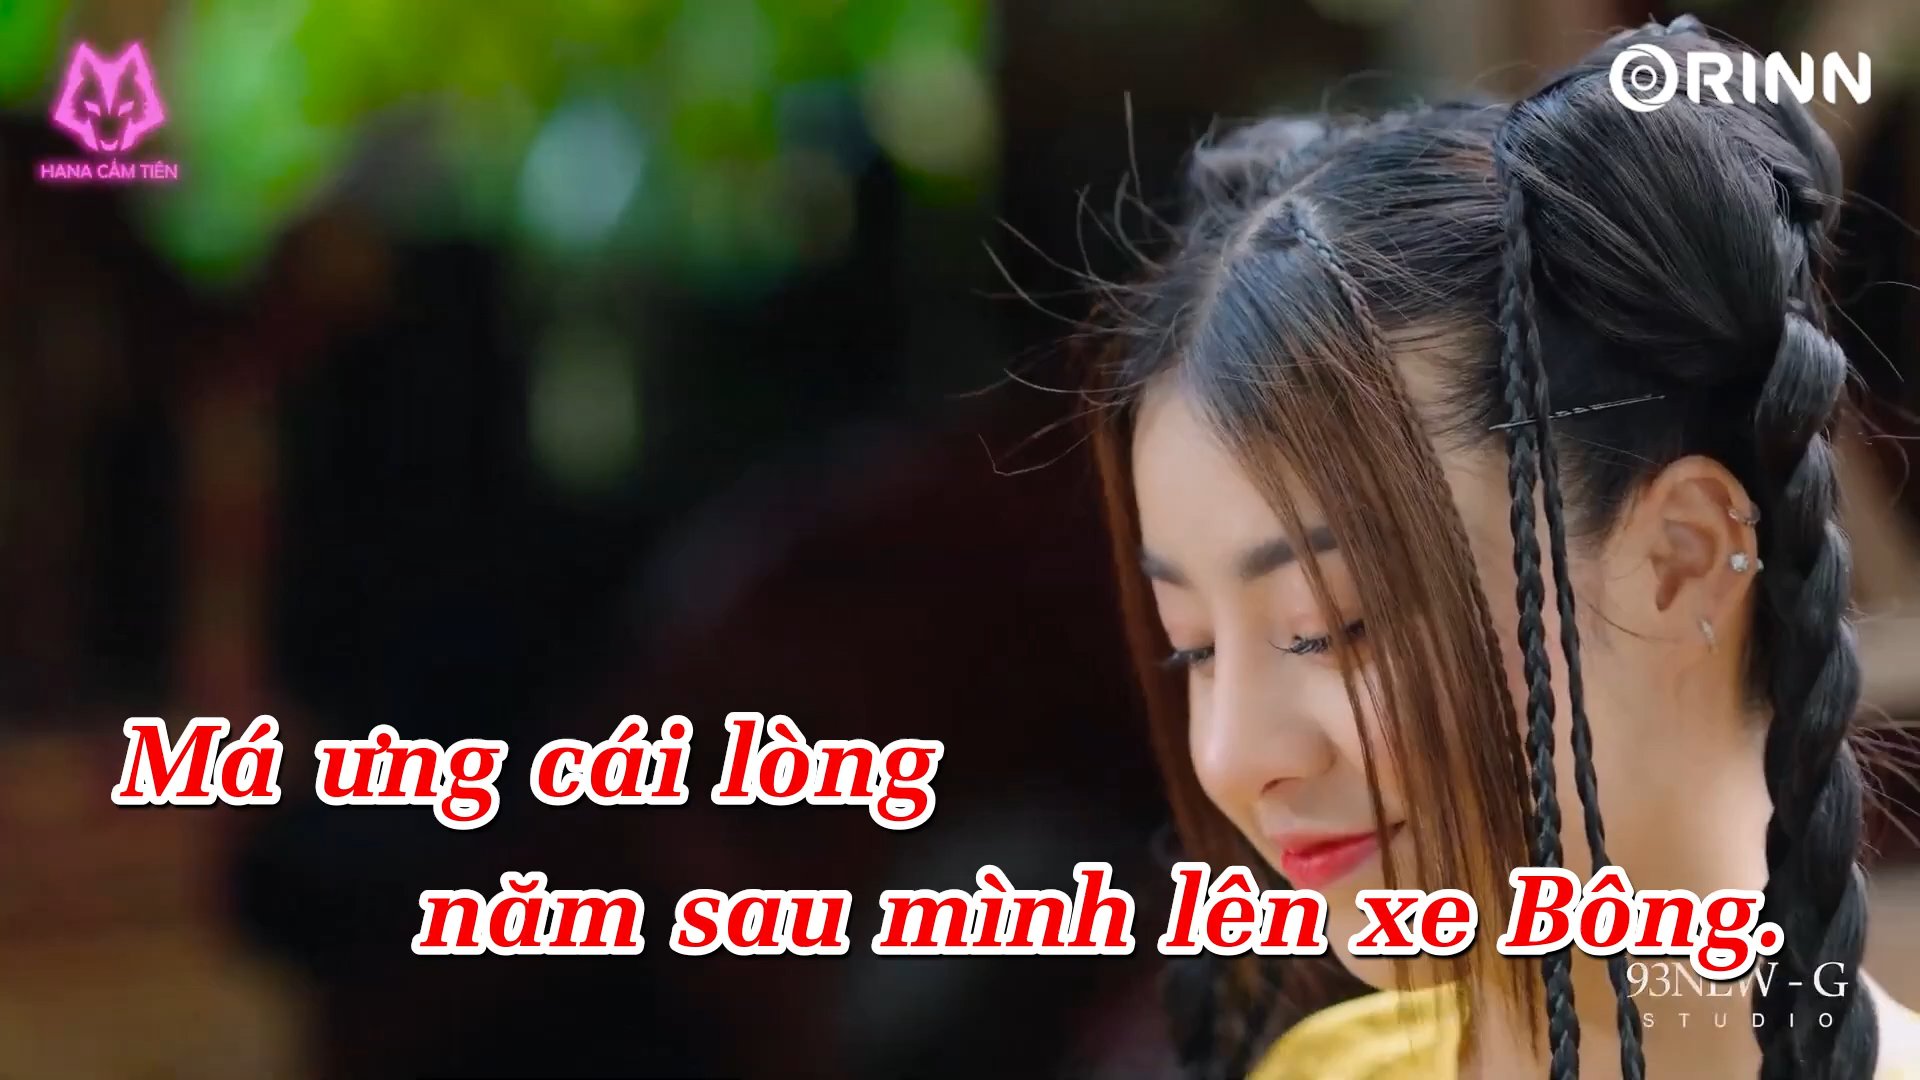 HANA CẨM TIÊN
ORINN
Má ưng cái lòng
năm sau mình lên xe Bông.
93NEW - G
STUDIO